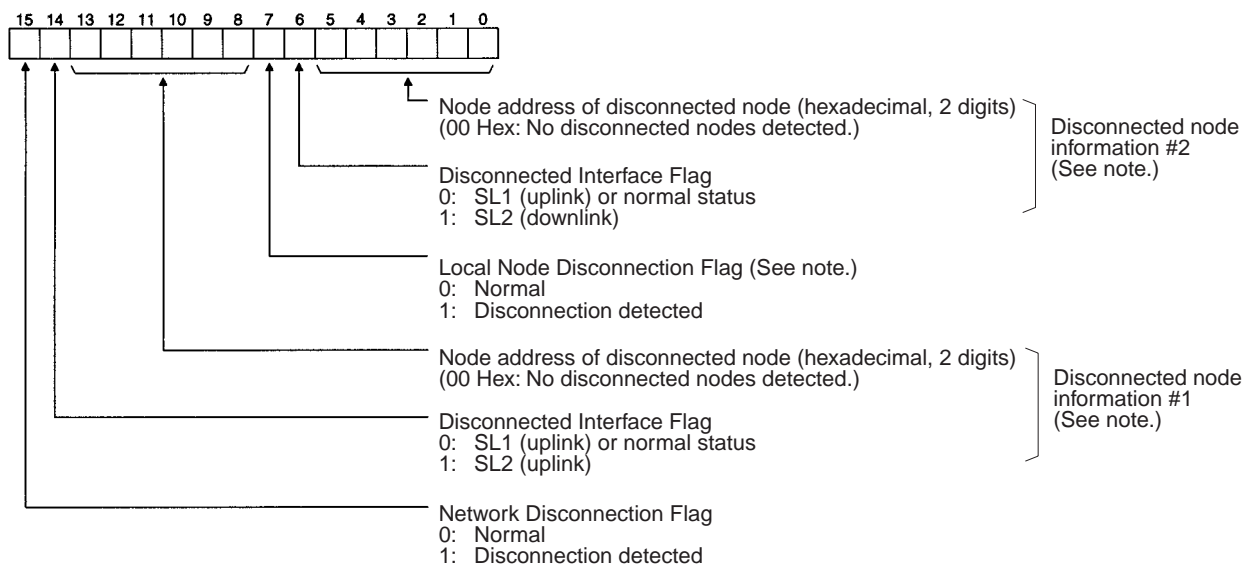 15 14 13 12 11 10 9 8 7 6 5 4 3 2 1 0
Node address of disconnected node (hexadecimal, 2 digits)
(00 Hex: No disconnected nodes detected.)
Disconnected Interface Flag
0: SL1 (uplink) or normal status
1: SL2 (downlink)
Disconnected node
information #2
(See note.)
Local Node Disconnection Flag (See note.)
0: Normal
1: Disconnection detected
Node address of disconnected node (hexadecimal, 2 digits)
(00 Hex: No disconnected nodes detected.)
Disconnected Interface Flag
0: SL1 (uplink) or normal status
1: SL2 (uplink)
Disconnected node
information #1
(See note.)
Network Disconnection Flag
0: Normal
1: Disconnection detected